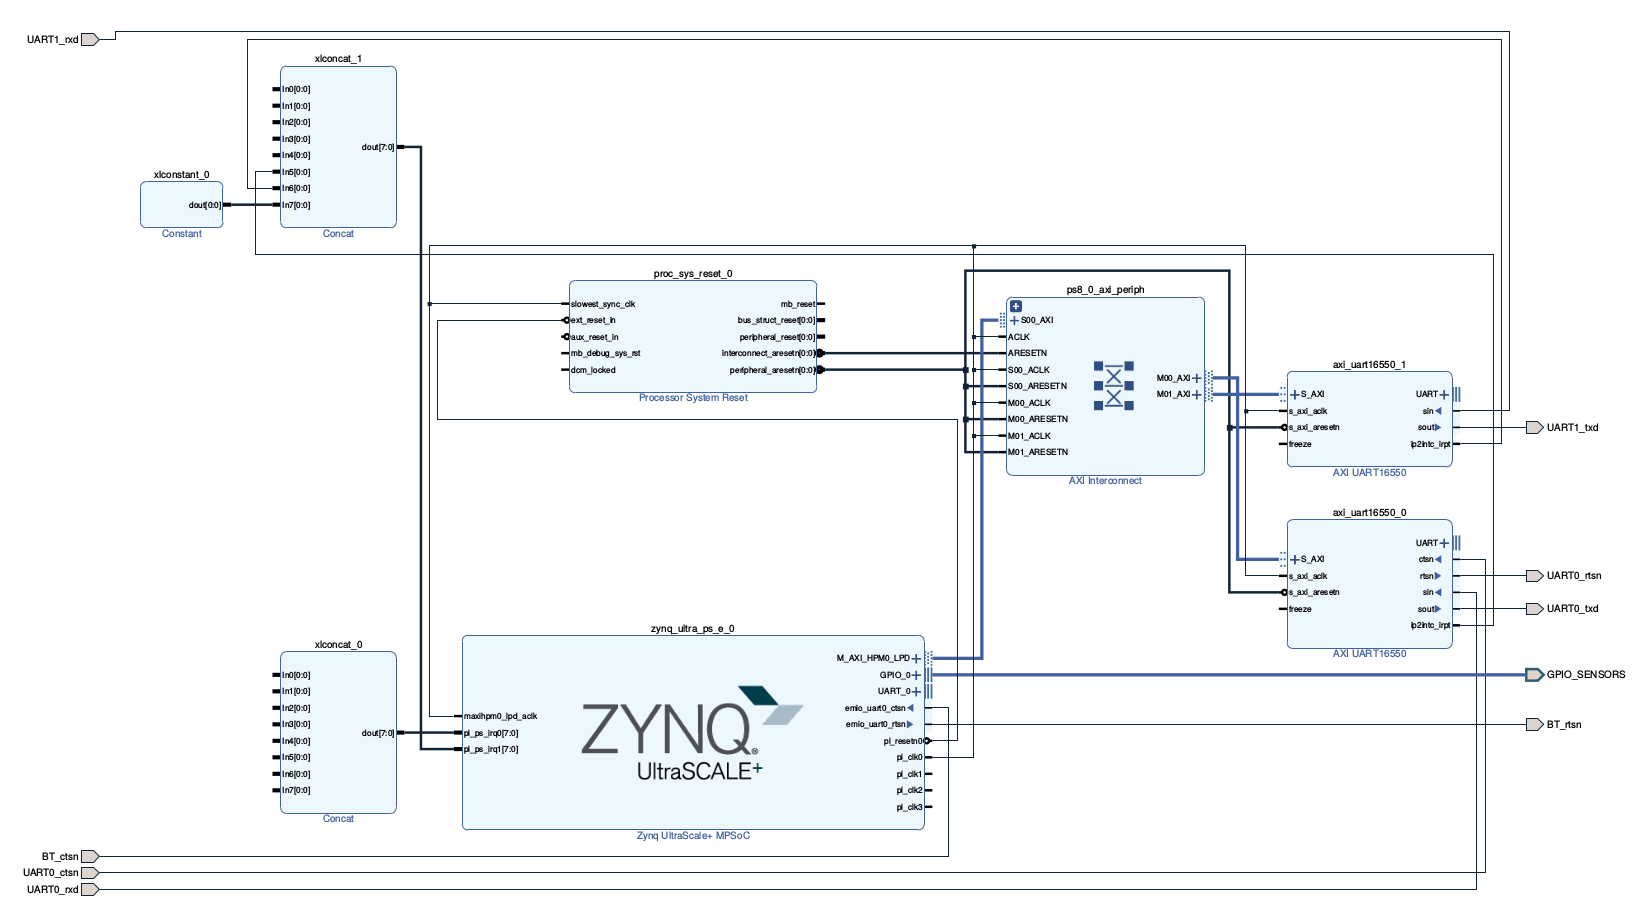 UART1_rxd
xlconcat_1
In0[0:0]
In1[0:0]
In2[0:0]
In3[0:0]
In4[0:0]
In5[0:0]
In6[0:0]
In7[0:0]
dout[7:0]
Concat
xlconstant_0
dout[0:0]
Constant
proc_sys_reset_0
slowest_sync_clk
ext_reset_in
aux_reset_in
mb_debug_sys_rst
dcm_locked
mb_reset
bus_struct_reset[0:0]
peripheral_reset[0:0]
interconnect_aresetn[0:0]
peripheral_aresetn[0:0]
Processor System Reset
ps8_0_axi_periph
S00_AXI
ACLK
ARESETN
S00_ACLK
S00_ARESETN
M00_ACLK
M00_ARESETN
M01_ACLK
M01_ARESETN
M00_AXI
M01_AXI
AXI Interconnect
axi_uart16550_1
S_AXI
s_axi_aclk
s_axi_aresetn
freeze
UART
sin
sout
ip2intc_irpt
AXI UART16550
UART1_txd
axi_uart16550_0
S_AXI
s_axi_aclk
s_axi_aresetn
freeze
UART
ctsn
rtsn
sin
sout
ip2intc_irpt
AXI UART16550
UART0_rtsn
UART0_txd
xlconcat_0
In0[0:0]
In1[0:0]
In2[0:0]
In3[0:0]
In4[0:0]
In5[0:0]
In6[0:0]
In7[0:0]
dout[7:0]
Concat
zynq_ultra_ps_e_0
maxihpm0_lpd_aclk
pl_ps_irq0[7:0]
pl_ps_irq1[7:0]
ZYNQ®
UltraSCALE+
M_AXI_HPM0_LPD
GPIO_0
UART_0
emio_uart0_ctsn
emio_uart0_rtsn
pl_resetn0
pl_clk0
pl_clk1
pl_clk2
pl_clk3
Zynq UltraScale+ MPSoC
GPIO_SENSORS
BT_rtsn
BT_ctsn
UART0_ctsn
UART0_rxd